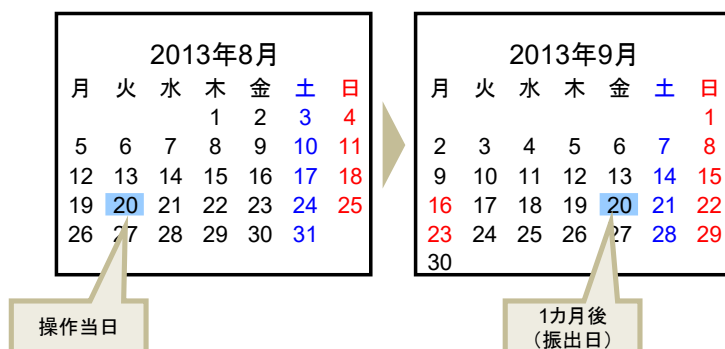 2013年8月
月 火 水 木 金 土 日
1 2 3 4
5 6 7 8 9 10 11
12 13 14 15 16 17 18
19 20 21 22 23 24 25
26 27 28 29 30 31
操作当日
2013年9月
月 火 水 木 金 土 日
1
2 3 4 5 6 7 8
9 10 11 12 13 14 15
16 17 18 19 20 21 22
23 24 25 26 27 28 29
30
1カ月後
（振出日）